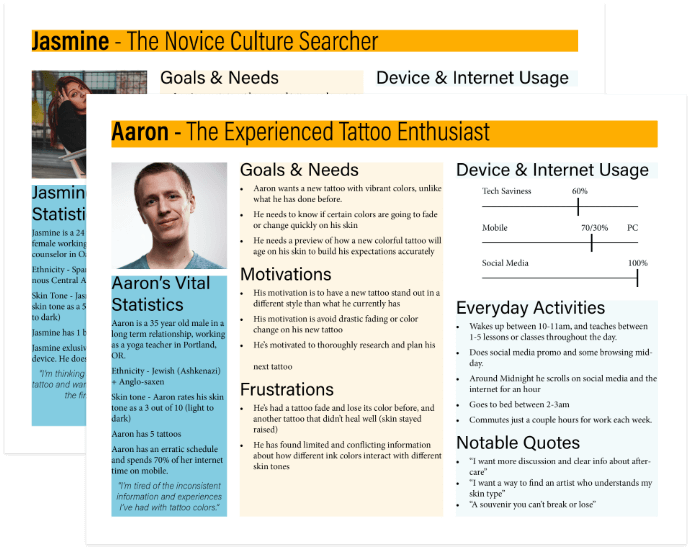 Jasmine - The Novice Culture Searcher
Goals & Needs
Device & Internet Usage
Statisti
Jasmine is a 24
female working
counselor in Oa
Ethnicity - Spa
nous Central A
Skin Tone - Jas
skin tone as a 5
to dark)
Jasmine has 1 b
Jasmine exlusiv
device. He does
"I'm thinking
tattoo and wan
the fir
Aaron - The Experienced Tattoo Enthusiast
Aaron's Vital
Statistics
Aaron is a 35 year old male in a
long term relationship, working
as a yoga teacher in Portland,
OR.
Ethnicity - Jewish (Ashkenazi)
+ Anglo-saxen
Skin tone - Aaron rates his skin
tone as a 3 out of 10 (light to
dark)
Aaron has 5 tattoos
Aaron has an erratic schedule
and spends 70% of her internet
time on mobile.
"I'm tired of the inconsistent
information and experiences
I've had with tattoo colors."
Goals & Needs
• Aaron wants a new tattoo with vibrant colors, unlike
what he has done before.
• He needs to know if certain colors are going to fade
or change quickly on his skin
• He needs a preview of how a new colorful tattoo will
age on his skin to build his expectations accurately
Motivations
• His motivation is to have a new tattoo stand out in a
different style than what he currently has
• His motivation is avoid drastic fading or color
change on his new tattoo
• He's motivated to thoroughly research and plan his
next tattoo
Frustrations
• He's had a tattoo fade and lose its color before, and
another tattoo that didn't heal well (skin stayed
raised)
• He has found limited and conflicting information
about how different ink colors interact with different
skin tones
Device & Internet Usage
Tech Saviness 60%
Mobile 70/30% PC
Social Media 100%
Everyday Activities
• Wakes up between 10-11am, and teaches between
1-5 lessons or classes throughout the day.
• Does social media promo and some browsing mid-
day.
• Around Midnight he scrolls on social media and the
internet for an hour
• Goes to bed between 2-3am
• Commutes just a couple hours for work each week.
Notable Quotes
• "I want more discussion and clear info about after-
care"
• "I want a way to find an artist who understands my
skin type"
• "A souvenir you can't break or lose"